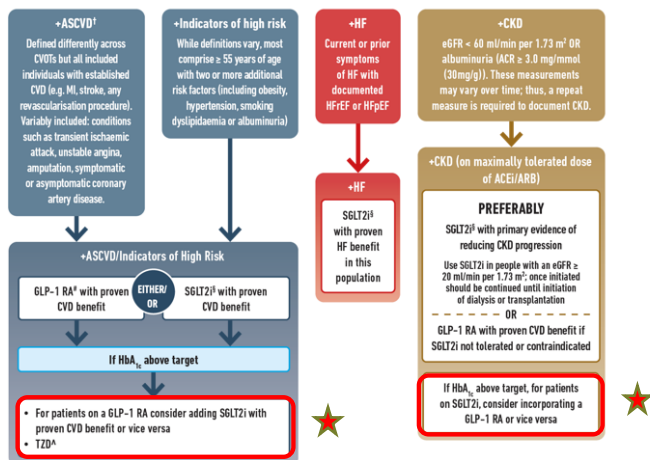 +ASCVD†
Defined differently across
CVOTs but all included
individuals with established
CVD (e.g. MI, stroke, any
revascularisation procedure).
Variably included: conditions
such as transient ischaemic
attack, unstable angina,
amputation, symptomatic
or asymptomatic coronary
artery disease.
+Indicators of high risk
While definitions vary, most
comprise ≥ 55 years of age
with two or more additional
risk factors (including obesity,
hypertension, smoking
dyslipidaemia or albuminuria)
+ASCVD/Indicators of High Risk
GLP-1 RA# with proven
CVD benefit
EITHER/
OR
SGLT2i§ with proven
CVD benefit
If HbA1c above target
• For patients on a GLP-1 RA consider adding SGLT2i with
proven CVD benefit or vice versa
• TZD^
+HF
Current or prior
symptoms
of HF with
documented
HFrEF or HFpEF
+HF
SGLT2i§
with proven
HF benefit
in this
population
+CKD
eGFR < 60 ml/min per 1.73 m² OR
albuminuria (ACR ≥ 3.0 mg/mmol
(30mg/g)). These measurements
may vary over time; thus, a repeat
measure is required to document CKD.
+CKD (on maximally tolerated dose
of ACEi/ARB)
PREFERABLY
SGLT2i§ with primary evidence of
reducing CKD progression
Use SGLT2i in people with an eGFR ≥
20 ml/min per 1.73 m²; once initiated
should be continued until initiation
of dialysis or transplantation
OR
GLP-1 RA with proven CVD benefit if
SGLT2i not tolerated or contraindicated
If HbA1c above target, for patients
on SGLT2i, consider incorporating a
GLP-1 RA or vice versa